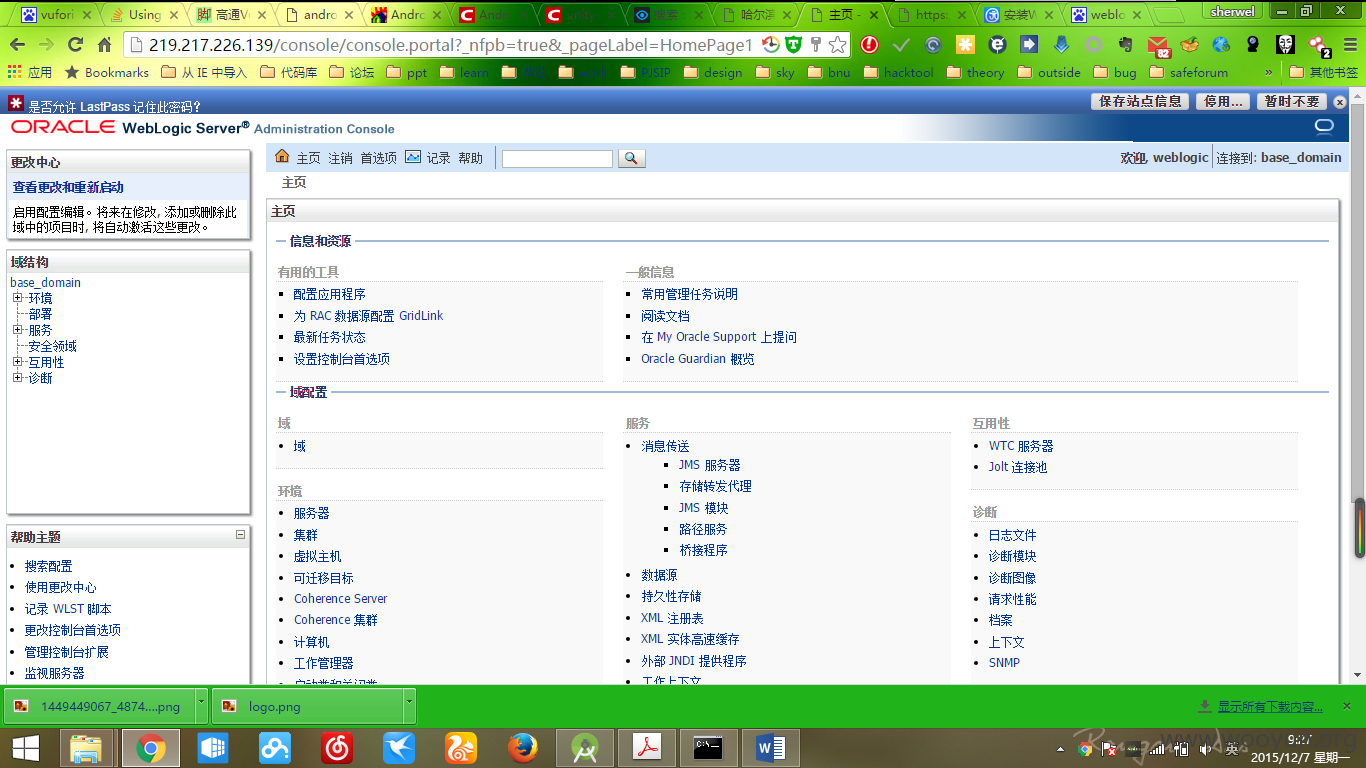 vufori
Using
高通Vi
andro
Andro
搜索
哈尔滨
主页 -
https:
安装W
weblo
sherwel
219.217.226.139/console/console.portal?_nfpb=true&_pageLabel=HomePage1
82
2
应用 Bookmarks 从 IE 中导入 代码库 论坛 ppt learn work PJSIP design sky bnu hacktool theory outside bug safeforum » 其他书签
是否允许 LastPass 记住此密码?
保存站点信息 停用... 暂时不要
ORACLE WebLogic Server® Administration Console
更改中心
查看更改和重新启动
启用配置编辑。将来在修改, 添加或删除此
域中的项目时, 将自动激活这些更改。
域结构
base_domain
环境
部署
服务
安全领域
互用性
诊断
帮助主题
搜索配置
使用更改中心
记录 WLST 脚本
更改控制台首选项
管理控制台扩展
监视服务器
主页 注销 首选项 记录 帮助
欢迎, weblogic 连接到: base_domain
主页
主页
信息和资源
有用的工具
配置应用程序
为 RAC 数据源配置 GridLink
最新任务状态
设置控制台首选项
一般信息
常用管理任务说明
阅读文档
在 My Oracle Support 上提问
Oracle Guardian 概览
域配置
域
域
环境
服务器
集群
虚拟主机
可迁移目标
Coherence Server
Coherence 集群
计算机
工作管理器
启动类和关闭类
服务
消息传送
JMS 服务器
存储转发代理
JMS 模块
路径服务
桥接程序
数据源
持久性存储
XML 注册表
XML 实体高速缓存
外部 JNDI 提供程序
工作上下文
互用性
WTC 服务器
Jolt 连接池
诊断
日志文件
诊断模块
诊断图像
请求性能
档案
上下文
SNMP
1449449067_4874....png
logo.png
显示所有下载内容...
英
9:27
2015/12/7 星期一